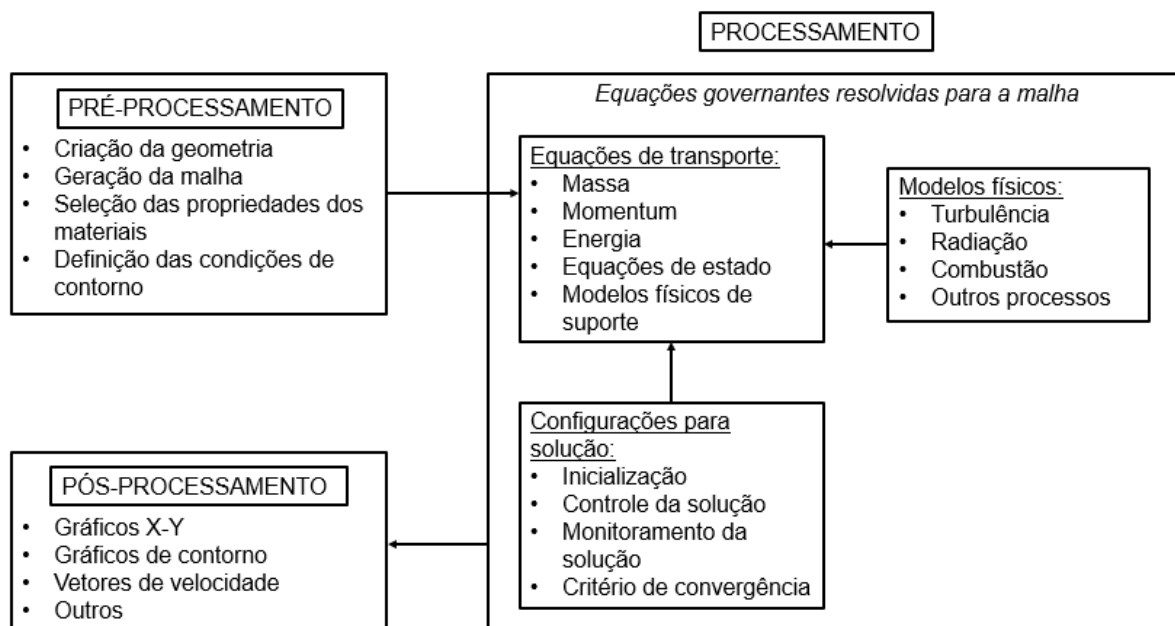 PROCESSAMENTO
PRÉ-PROCESSAMENTO
• Criação da geometria
• Geração da malha
• Seleção das propriedades dos
materiais
• Definição das condições de
contorno
Equações governantes resolvidas para a malha
Equações de transporte:
• Massa
• Momentum
• Energia
• Equações de estado
• Modelos físicos de
suporte
Modelos físicos:
• Turbulência
• Radiação
• Combustão
• Outros processos
Configurações para
solução:
• Inicialização
• Controle da solução
• Monitoramento da
solução
• Critério de convergência
PÓS-PROCESSAMENTO
• Gráficos X-Y
• Gráficos de contorno
• Vetores de velocidade
• Outros